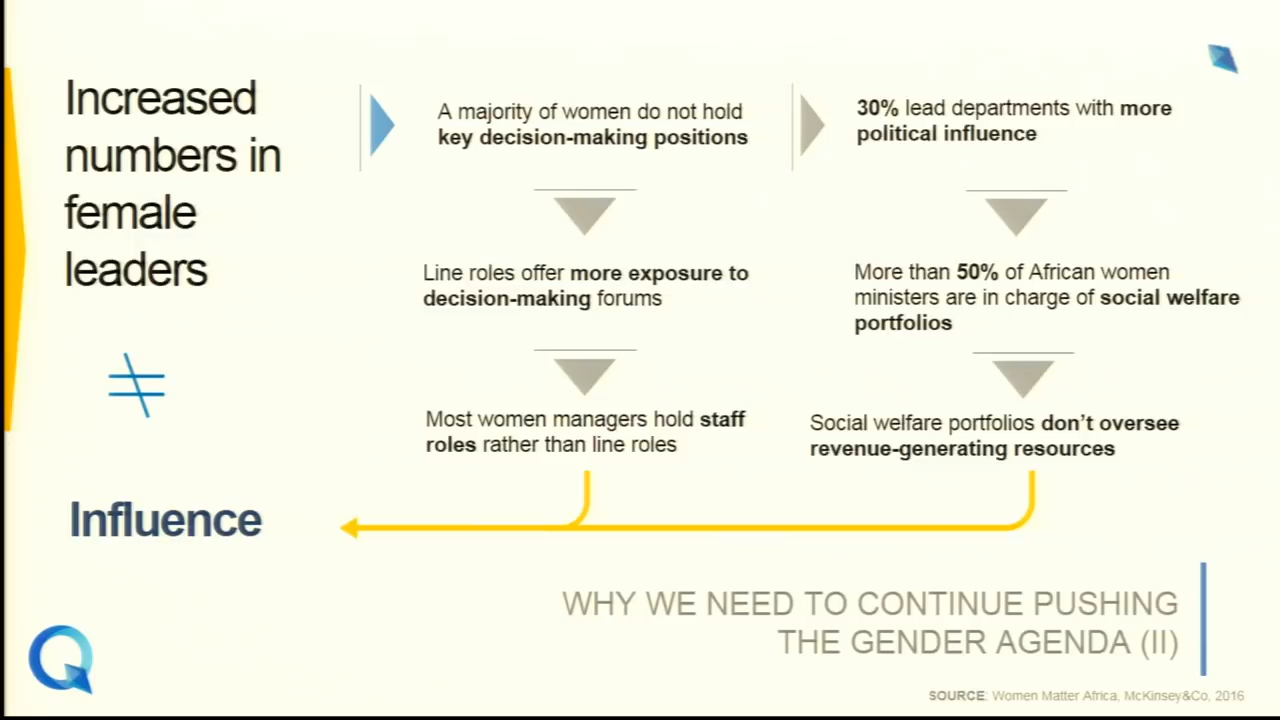 Increased
numbers in
female
leaders
≠
Influence
A majority of women do not hold
key decision-making positions
Line roles offer more exposure to
decision-making forums
Most women managers hold staff
roles rather than line roles
30% lead departments with more
political influence
More than 50% of African women
ministers are in charge of social welfare
portfolios
Social welfare portfolios don't oversee
revenue-generating resources
WHY WE NEED TO CONTINUE PUSHING
THE GENDER AGENDA (II)
SOURCE: Women Matter Africa, McKinsey&Co, 2016